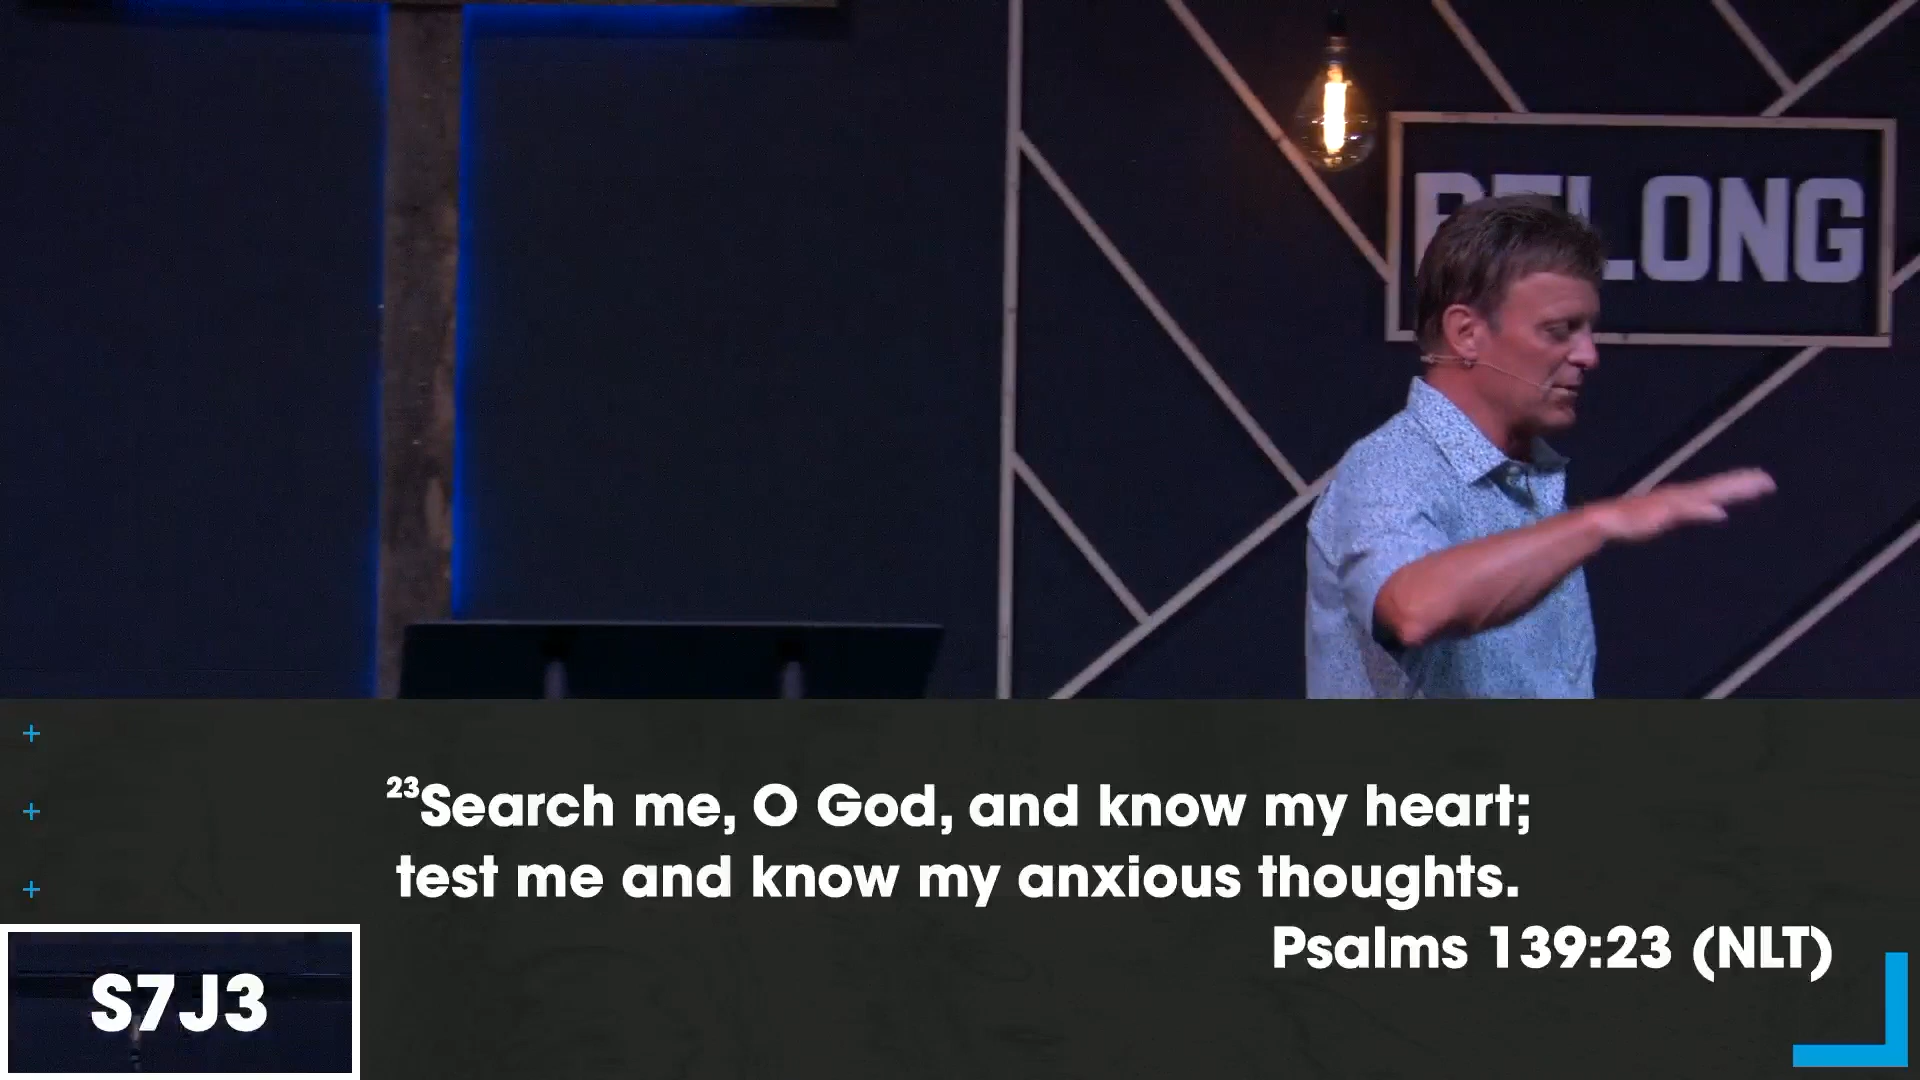 BELONG
²³Search me, O God, and know my heart;
test me and know my anxious thoughts.
Psalms 139:23 (NLT)
S7J3